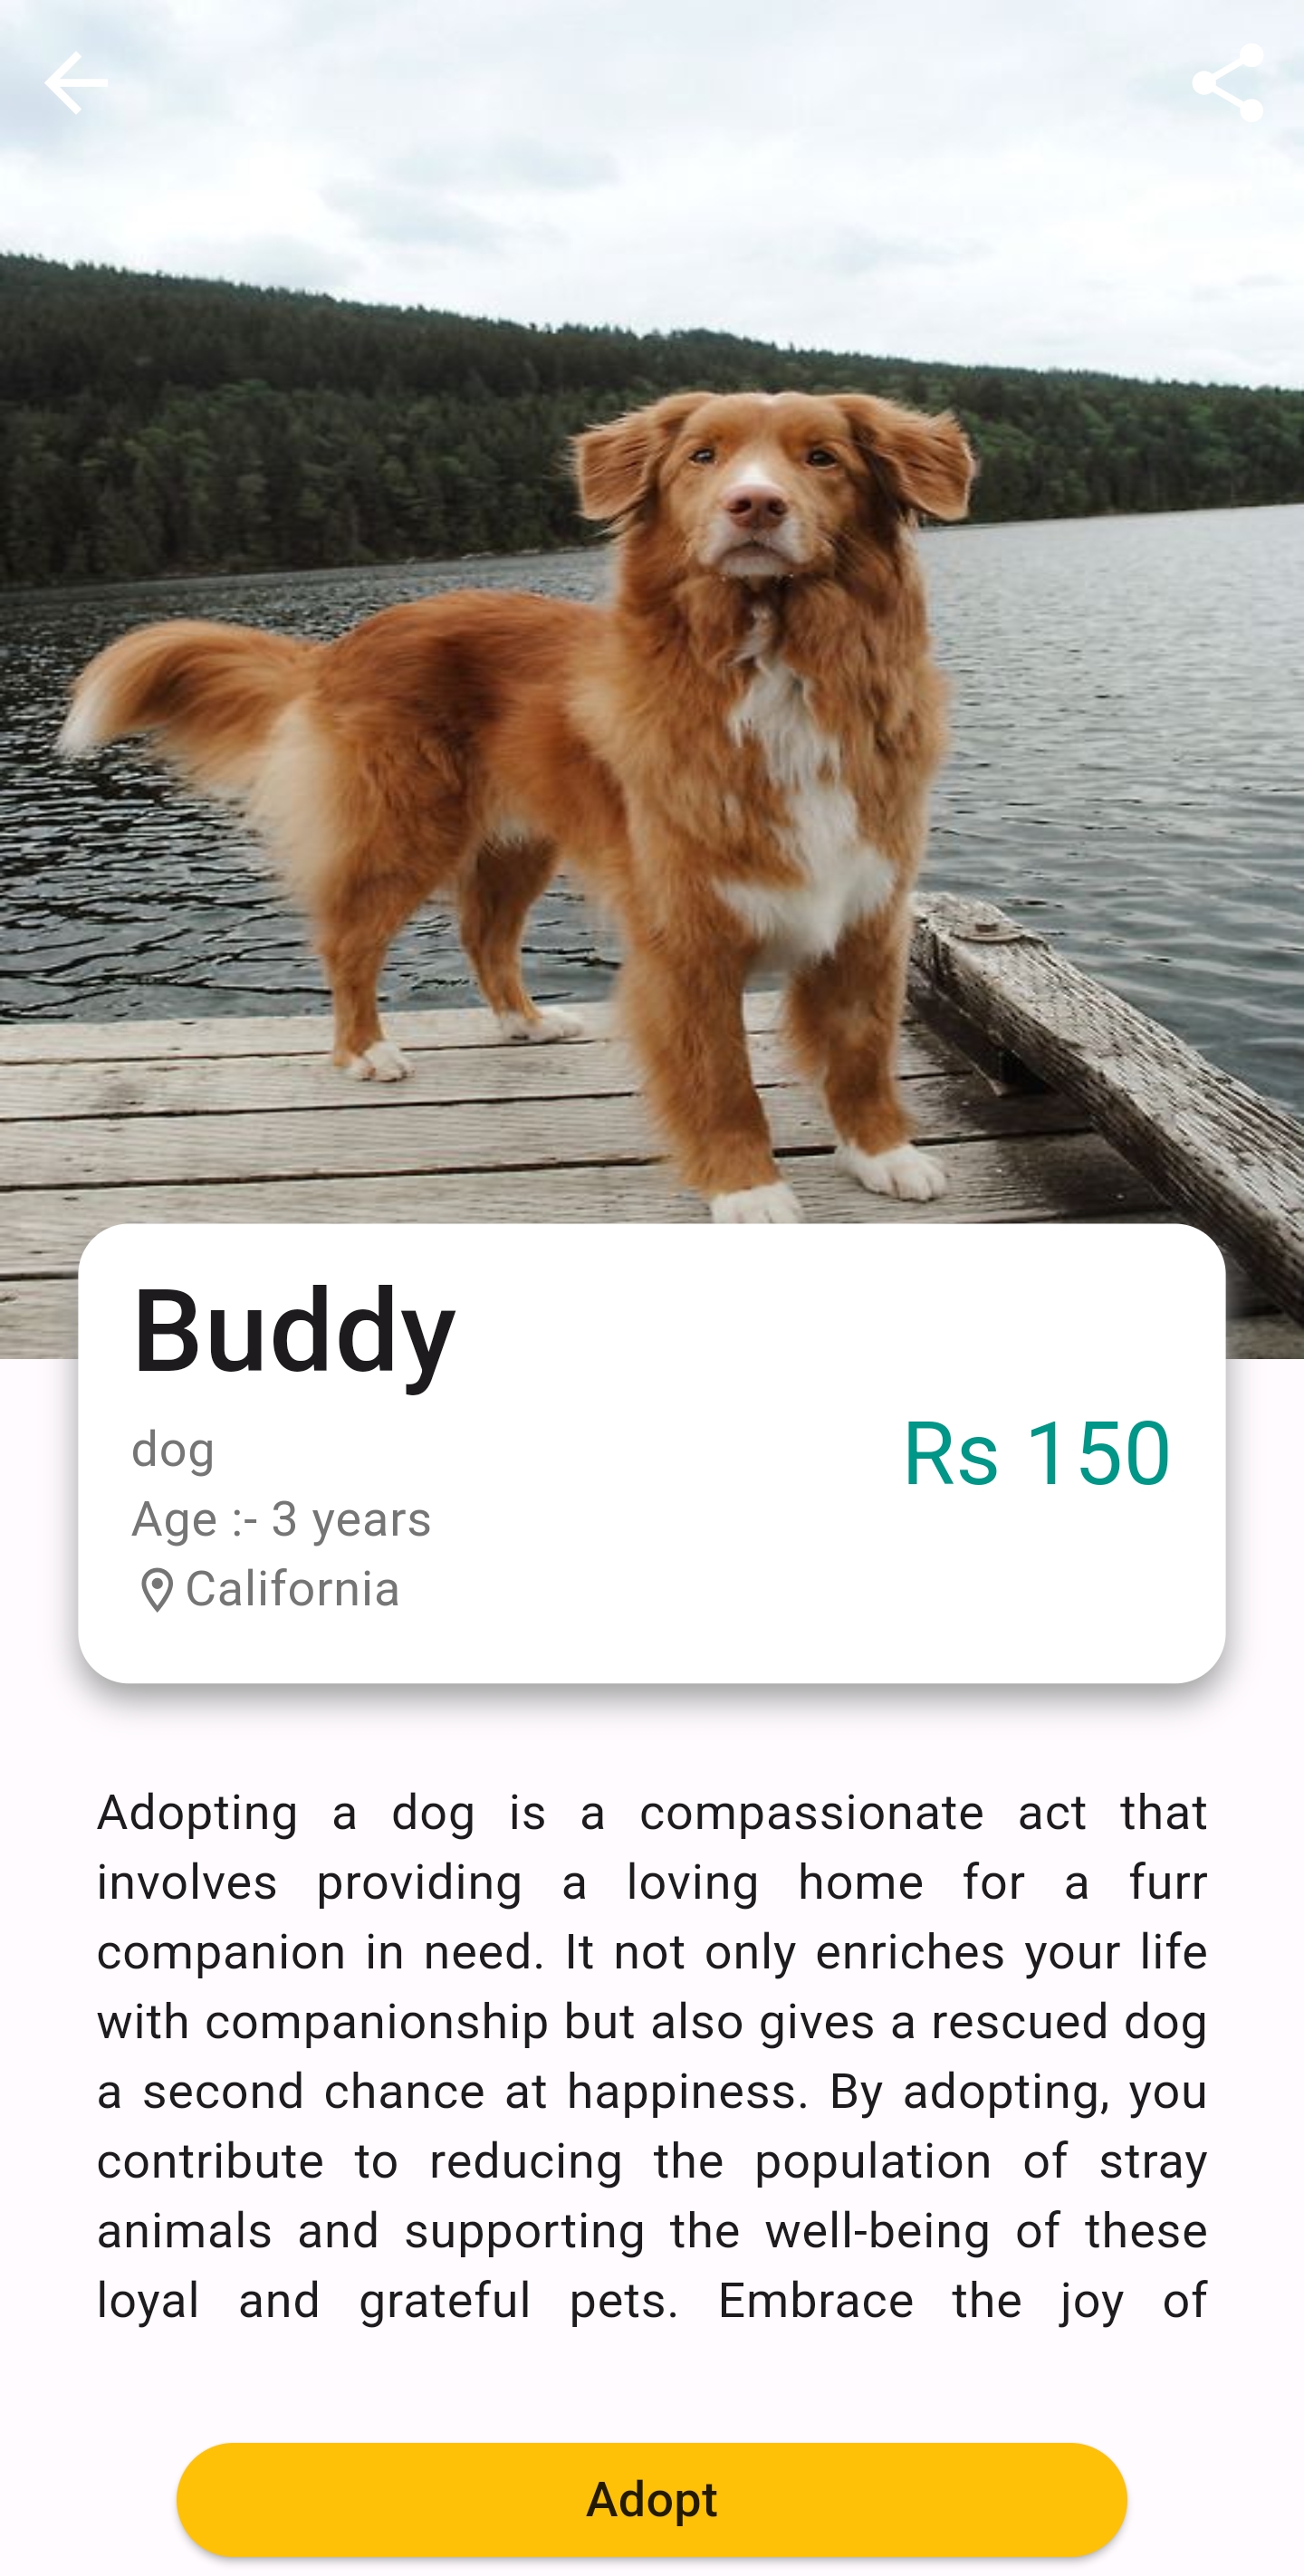 Buddy
dog
Rs 150
Age :- 3 years
California
Adopting a dog is a compassionate act that
involves providing a loving home for a furr
companion in need. It not only enriches your life
with companionship but also gives a rescued dog
a second chance at happiness. By adopting, you
contribute to reducing the population of stray
animals and supporting the well-being of these
loyal and grateful pets. Embrace the joy of
Adopt